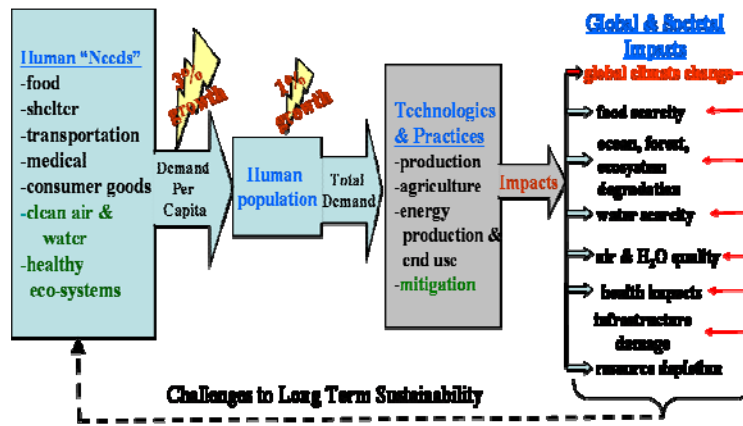 Human "Needs"
-food
-shelter
-transportation
-medical
-consumer goods
-clean air &
water
-healthy
eco-systems
3%
growth
Demand
Per
Capita
1%
growth
Human
population
Total
Demand
Technologies
& Practices
-production
-agriculture
-energy
production &
end use
-mitigation
Impacts
Global & Societal
Impacts
global climate change
food scarcity
ocean, forest,
ecosystem
degradation
water scarcity
air & H₂O quality
health impacts
infrastructure
damage
resource depletion
Challenges to Long Term Sustainability